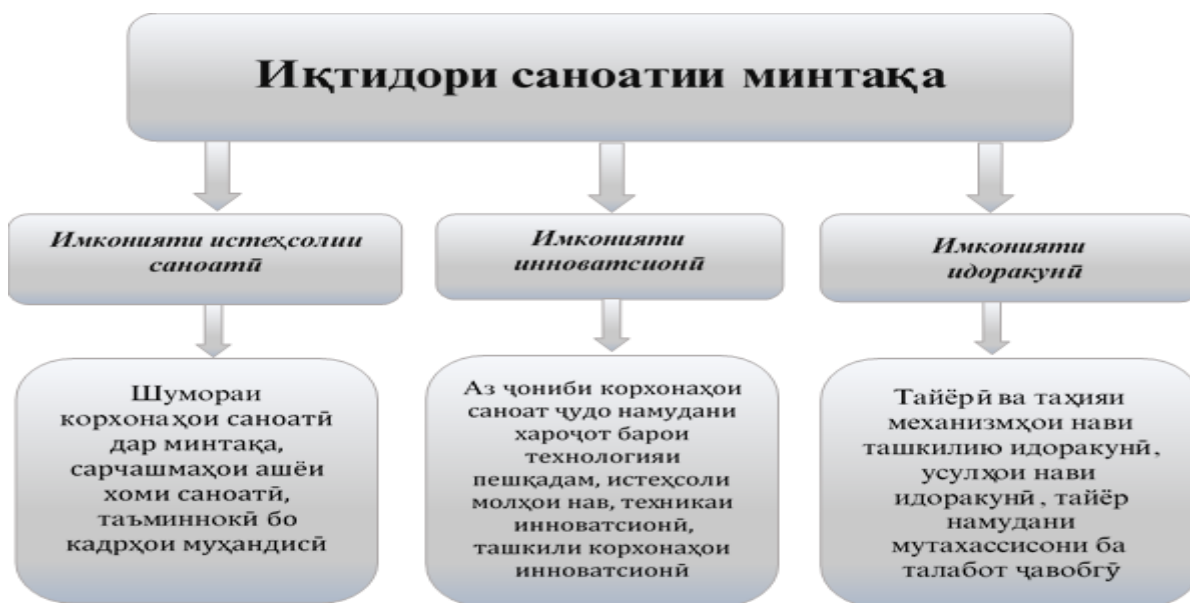 Иқтидори саноатии минтақа
Имконияти истеҳсолии
саноатӣ
Имконияти
инноватсионӣ
Имконияти
идоракунӣ
Шумораи
корхонаҳои саноатӣ
дар минтақа,
сарчашмаҳои ашёи
хоми саноатӣ,
таъминнокӣ бо
кадрҳои муҳандисӣ
Аз ҷониби корхонаҳои
саноат ҷудо намудани
хароҷот барои
технологияи
пешқадам, истеҳсоли
молҳои нав, техникаи
инноватсионӣ,
ташкили корхонаҳои
инноватсионӣ
Тайёрӣ ва таҳияи
механизмҳои нави
ташкилию идоракунӣ,
усулҳои нави
идоракунӣ, тайёр
намудани
мутахассисони ба
талабот ҷавобгӯ